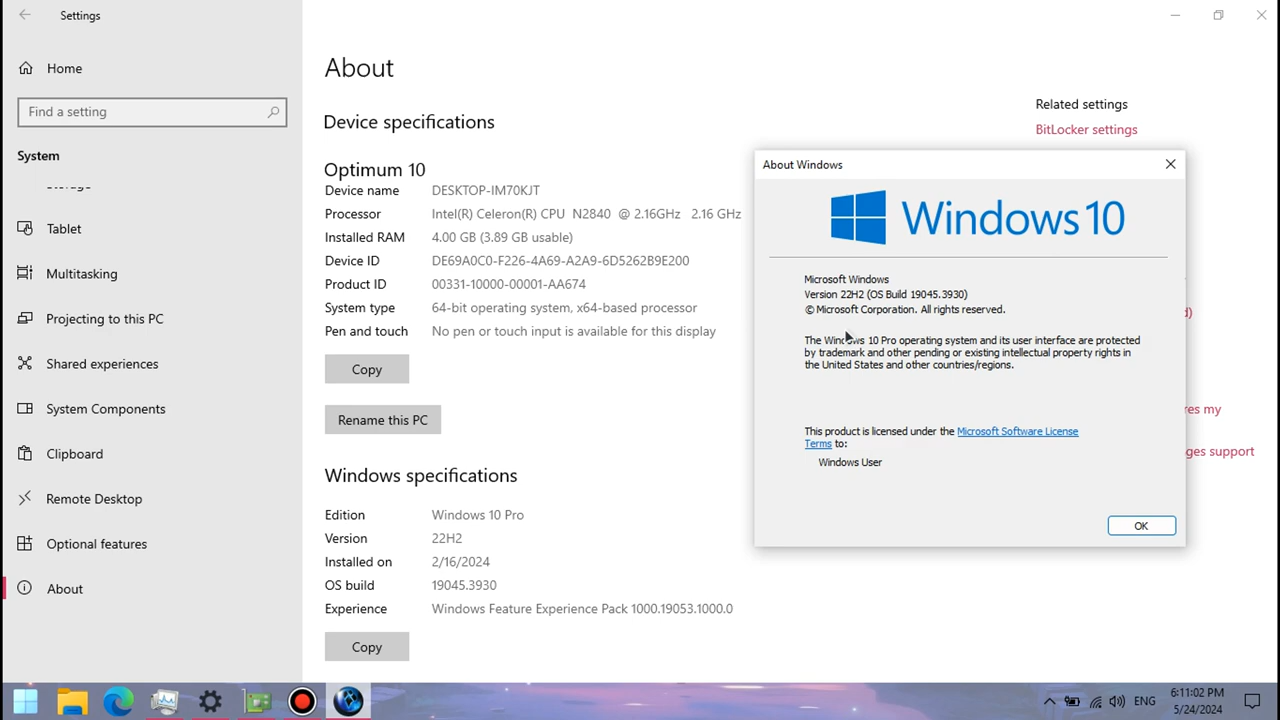 Settings
Home
Find a setting
System
Storage
Tablet
Multitasking
Projecting to this PC
Shared experiences
System Components
Clipboard
Remote Desktop
Optional features
About
About
Device specifications
Optimum 10
Device name DESKTOP-IM70KJT
Processor Intel(R) Celeron(R) CPU N2840 @ 2.16GHz 2.16 GHz
Installed RAM 4.00 GB (3.89 GB usable)
Device ID DE69A0C0-F226-4A69-A2A9-6D5262B9E200
Product ID 00331-10000-00001-AA674
System type 64-bit operating system, x64-based processor
Pen and touch No pen or touch input is available for this display
Copy
Rename this PC
Windows specifications
Edition Windows 10 Pro
Version 22H2
Installed on 2/16/2024
OS build 19045.3930
Experience Windows Feature Experience Pack 1000.19053.1000.0
Copy
Related settings
BitLocker settings
d)
res my
ges support
About Windows
Windows 10
Microsoft Windows
Version 22H2 (OS Build 19045.3930)
© Microsoft Corporation. All rights reserved.
The Windows 10 Pro operating system and its user interface are protected
by trademark and other pending or existing intellectual property rights in
the United States and other countries/regions.
This product is licensed under the Microsoft Software License
Terms to:
Windows User
OK
ENG
6:11:02 PM
5/24/2024